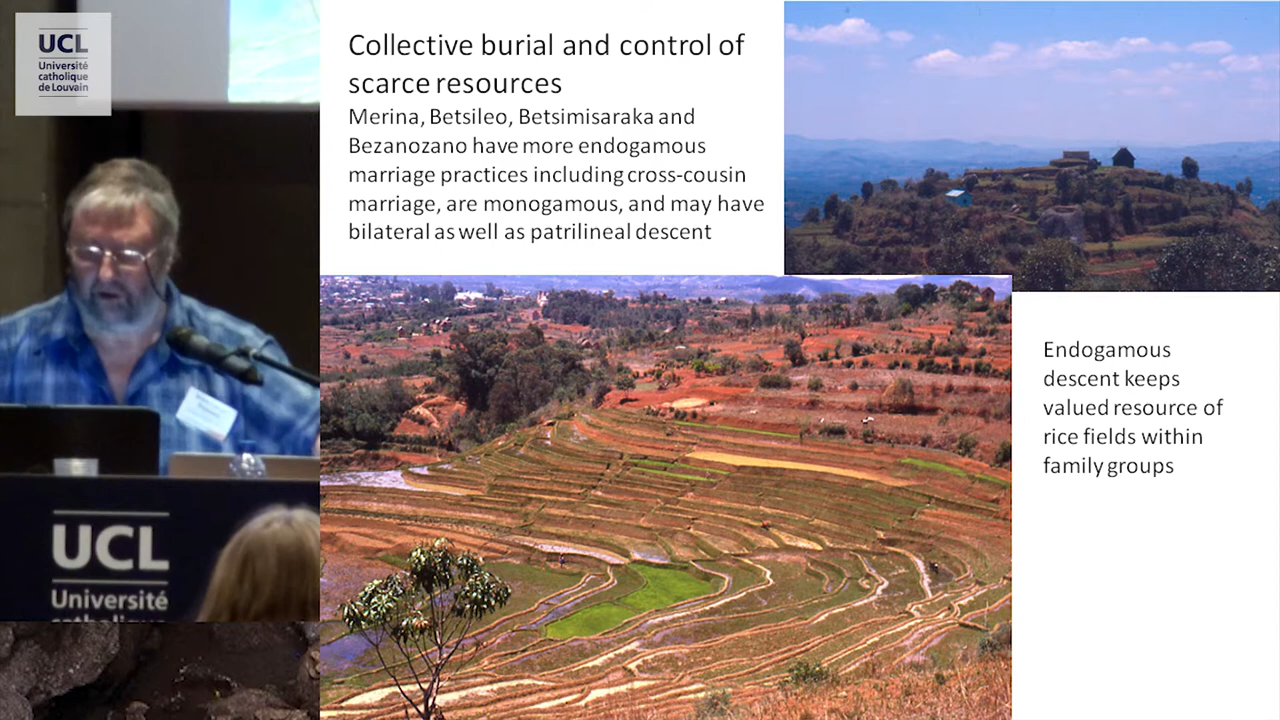 UCL
Université
catholique
de Louvain
Collective burial and control of
scarce resources
Merina, Betsileo, Betsimisaraka and
Bezanozano have more endogamous
marriage practices including cross-cousin
marriage, are monogamous, and may have
bilateral as well as patrilineal descent
Endogamous
descent keeps
valued resource of
rice fields within
family groups
UCL
Université